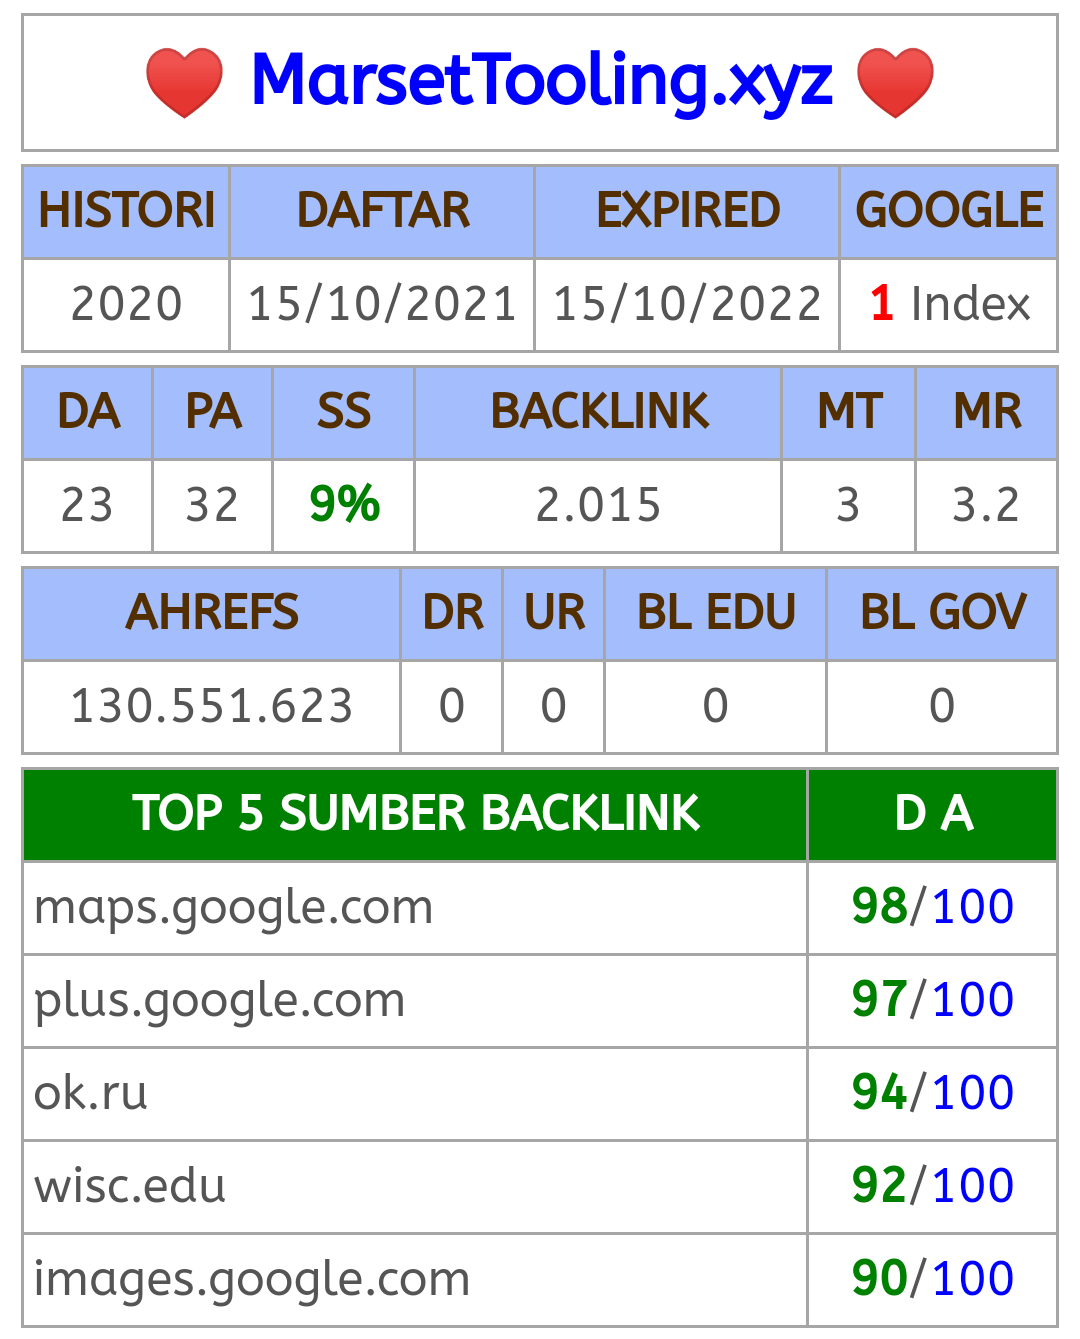 ❤️ MarsetTooling.xyz ❤️
HISTORI DAFTAR EXPIRED GOOGLE
2020 15/10/2021 15/10/2022 1 Index
DA PA SS BACKLINK MT MR
23 32 9% 2.015 3 3.2
AHREFS DR UR BL EDU BL GOV
130.551.623 0 0 0 0
TOP 5 SUMBER BACKLINK D A
maps.google.com 98/100
plus.google.com 97/100
ok.ru 94/100
wisc.edu 92/100
images.google.com 90/100